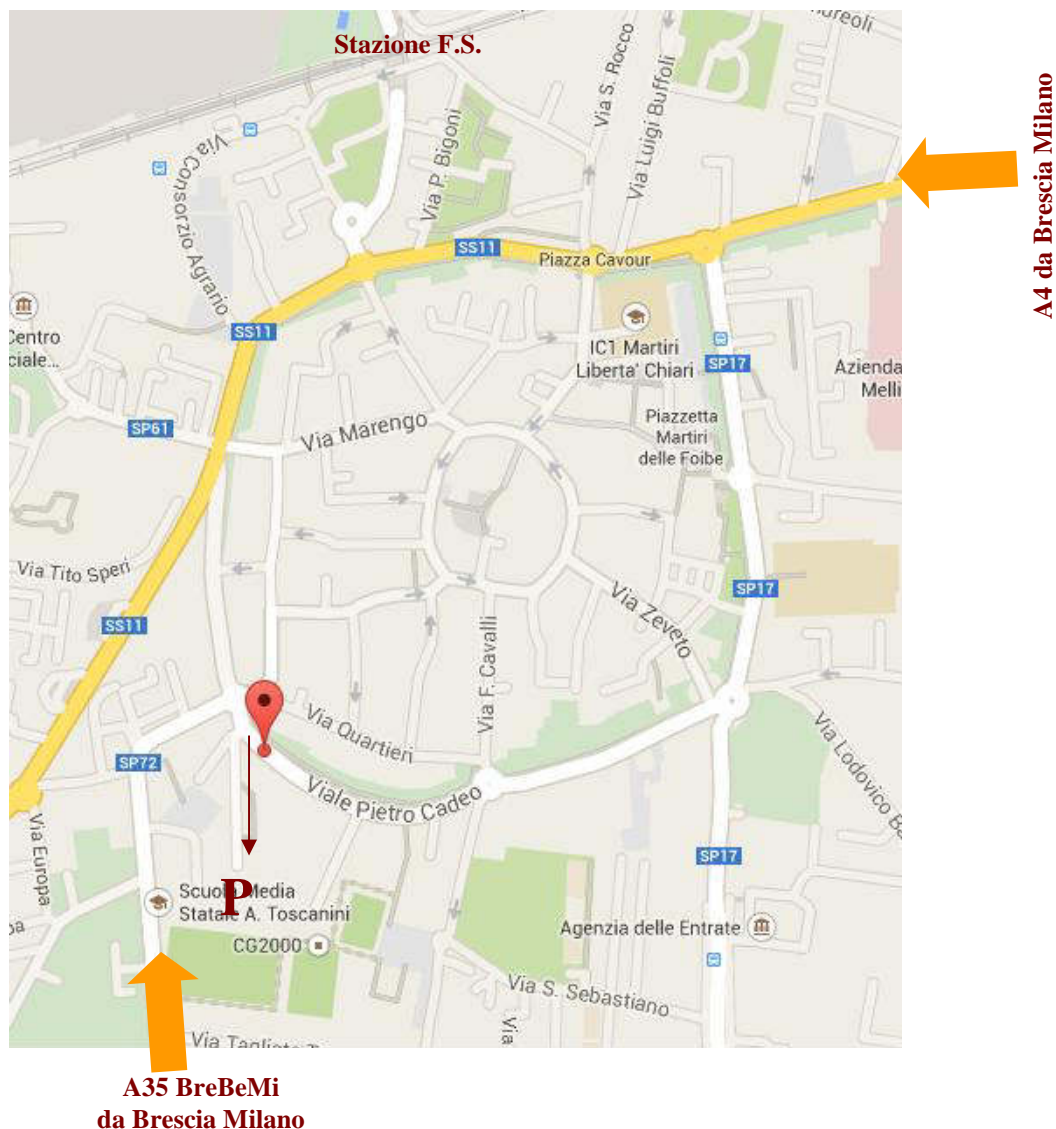 Stazione F.S.
Via S. Rocco
Via Luigi Buffoli
Via P. Bigoni
Via Consorzio Agrario
A4 da Brescia Milano
SS11
Piazza Cavour
Centro
ciale...
SS11
IC1 Martiri
Liberta' Chiari
SP17
Azienda
Melli
Piazzetta
Martiri
delle Foibe
Via Marengo
SP61
Via Tito Speri
SP17
SS11
Via Zeveto
Via F. Cavalli
Via Quartieri
Via Lodovico Ba
SP72
Viale Pietro Cadeo
Via Europa
SP17
P
Scuola Media
Statale A. Toscanini
CG2000
Agenzia delle Entrate
Via S. Sebastiano
Via
A35 BreBeMi
da Brescia Milano